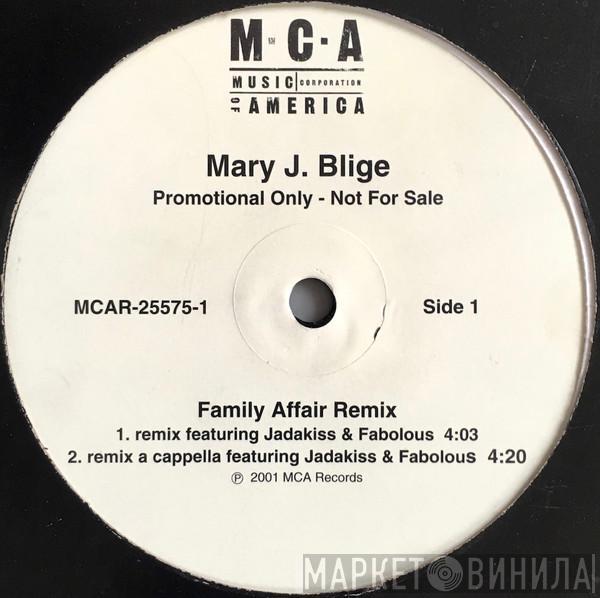 M·C·A
MUSIC CORPORATION
OF AMERICA
Mary J. Blige
Promotional Only - Not For Sale
MCAR-25575-1
Side 1
Family Affair Remix
1. remix featuring Jadakiss & Fabolous 4:03
2. remix a cappella featuring Jadakiss & Fabolous 4:20
℗ 2001 MCA Records
МАРКЕТ ВИНИЛА